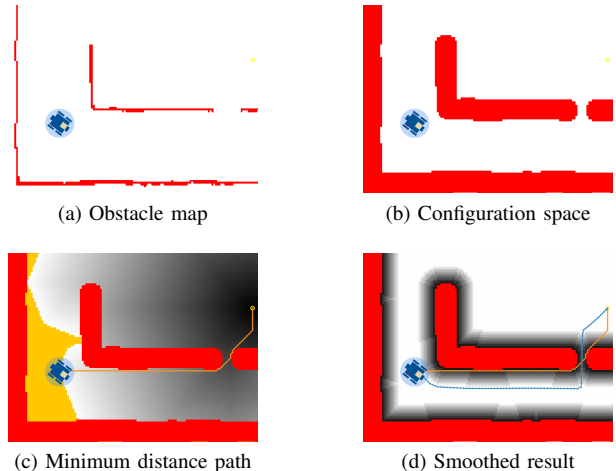 (a) Obstacle map
(b) Configuration space
(c) Minimum distance path
(d) Smoothed result